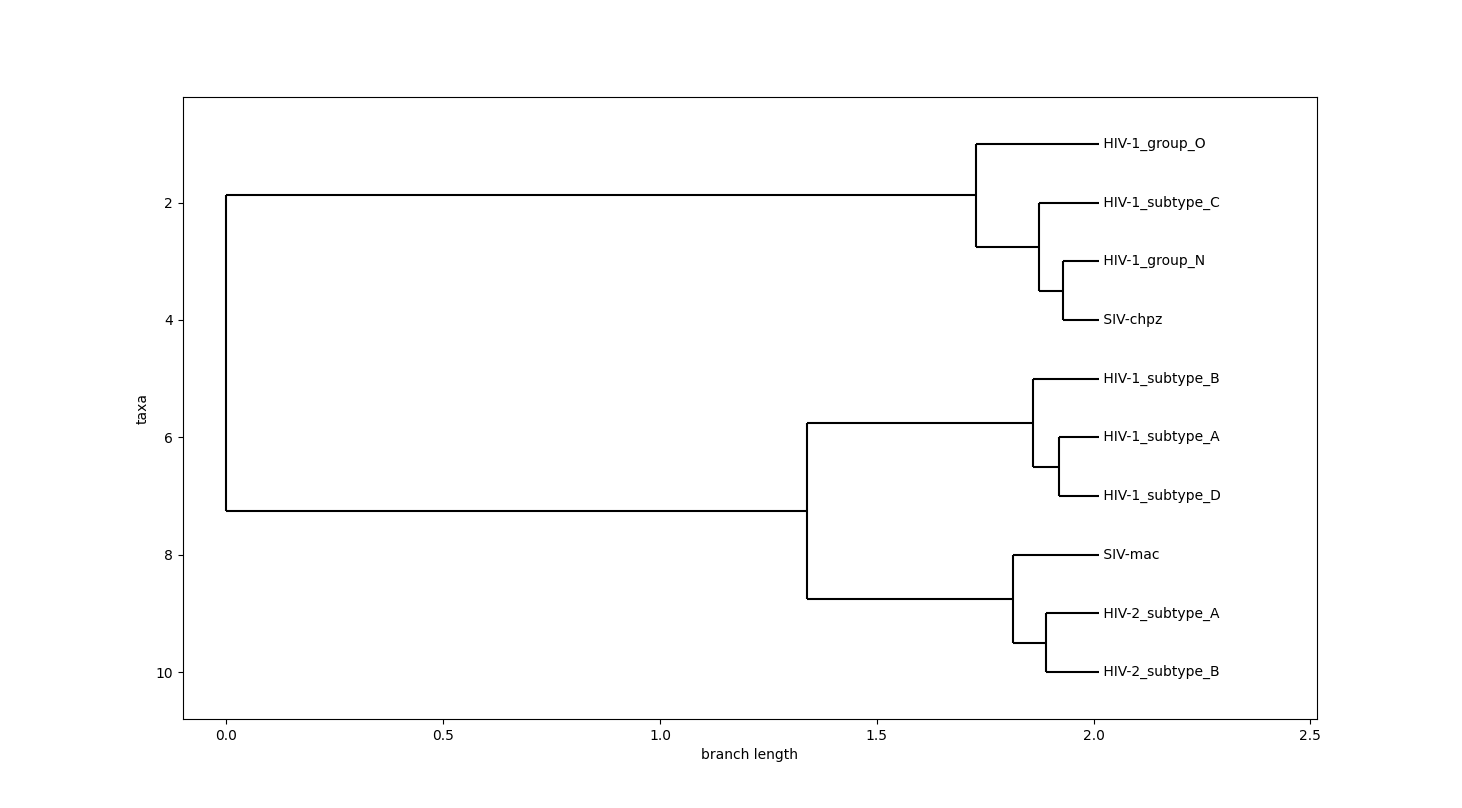 HIV-1_group_O
2
HIV-1_subtype_C
HIV-1_group_N
4
SIV-chpz
HIV-1_subtype_B
taxa
6
HIV-1_subtype_A
HIV-1_subtype_D
8
SIV-mac
HIV-2_subtype_A
10
HIV-2_subtype_B
0.0 0.5 1.0 1.5 2.0 2.5
branch length